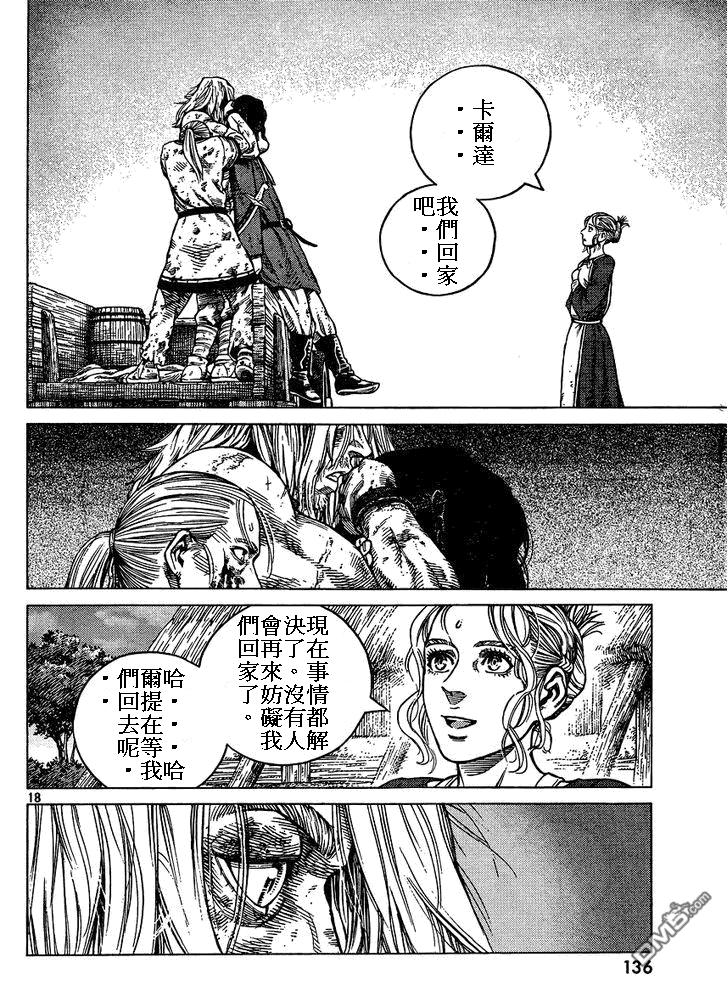 卡爾達
・・・
我們回家
吧・・・
現在事情都解
決了。沒有人
會再來妨礙我
們回家了。
哈・・・哈
爾提在等我
們回去呢・
・・
18
DM5.com
136